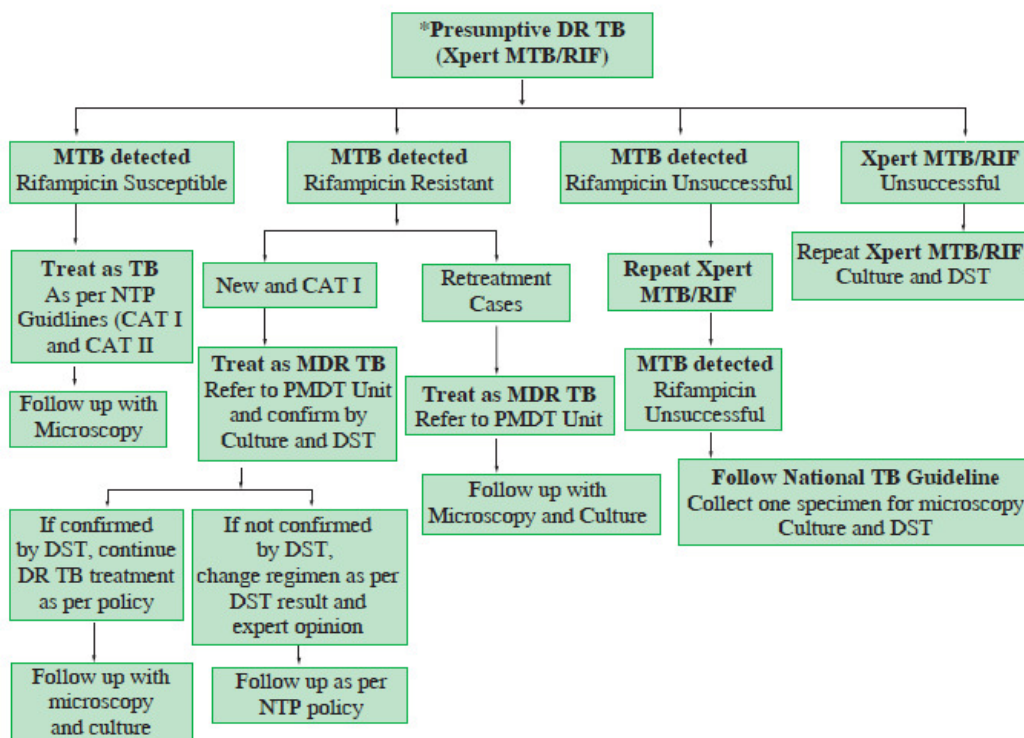 *Presumptive DR TB
(Xpert MTB/RIF)
MTB detected
Rifampicin Susceptible
MTB detected
Rifampicin Resistant
MTB detected
Rifampicin Unsuccessful
Xpert MTB/RIF
Unsuccessful
Treat as TB
As per NTP
Guidlines (CAT I
and CAT II
New and CAT I
Retreatment
Cases
Repeat Xpert
MTB/RIF
Repeat Xpert MTB/RIF
Culture and DST
Follow up with
Microscopy
Treat as MDR TB
Refer to PMDT Unit
and confirm by
Culture and DST
Treat as MDR TB
Refer to PMDT Unit
MTB detected
Rifampicin
Unsuccessful
Follow up with
Microscopy and Culture
Follow National TB Guideline
Collect one specimen for microscopy
Culture and DST
If confirmed
by DST, continue
DR TB treatment
as per policy
If not confirmed
by DST,
change regimen as per
DST result and
expert opinion
Follow up with
microscopy
and culture
Follow up as per
NTP policy